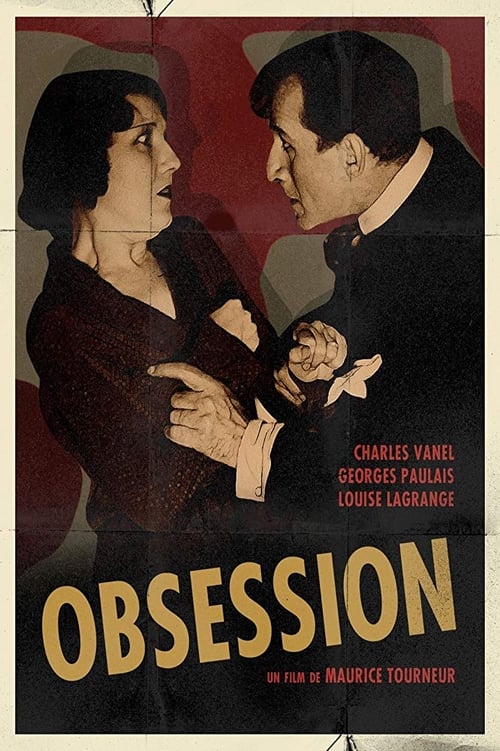 CHARLES VANEL
GEORGES PAULAIS
LOUISE LAGRANGE
OBSESSION
UN FILM DE MAURICE TOURNEUR